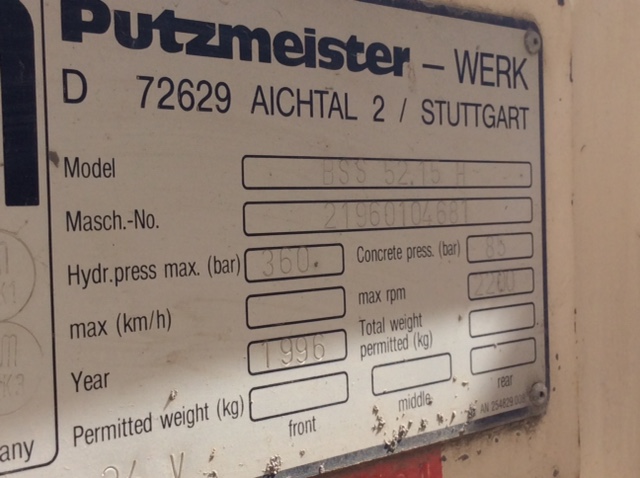 Putzmeister – WERK
D 72629 AICHTAL 2 / STUTTGART
Model BSS 52.15 H
Masch.-No. 21960104681
Hydr.press max. (bar) 360. Concrete press. (bar) 85
max (km/h) max rpm 2200
Year 1996 Total weight permitted (kg)
Permitted weight (kg)
front middle rear
any
24 V